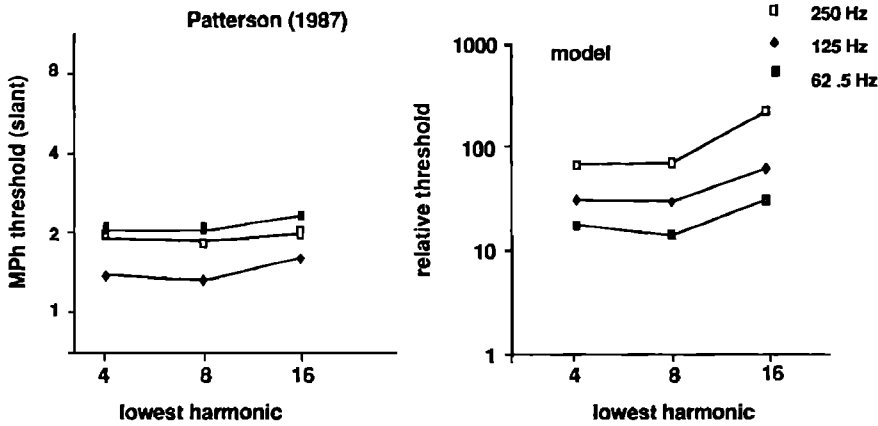 Patterson (1987)
MPh threshold (slant)
8
4
2
1
4 8 16
lowest harmonic
model
relative threshold
1000
100
10
1
4 8 16
lowest harmonic
250 Hz
125 Hz
62 .5 Hz